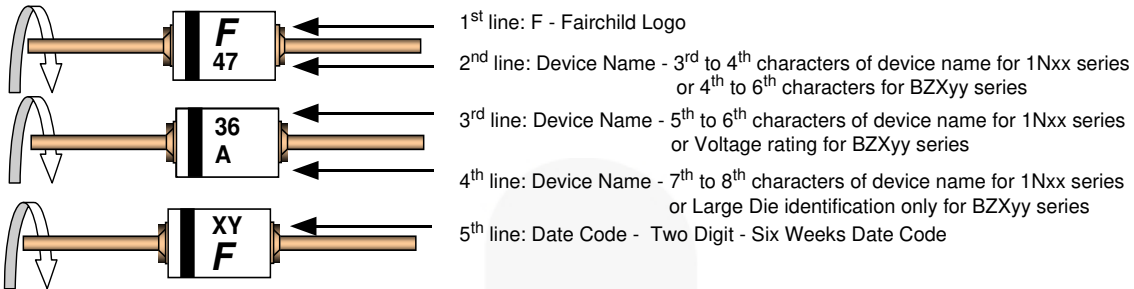 F
47
36
A
XY
F
1st line: F - Fairchild Logo
2nd line: Device Name - 3rd to 4th characters of device name for 1Nxx series
or 4th to 6th characters for BZXyy series
3rd line: Device Name - 5th to 6th characters of device name for 1Nxx series
or Voltage rating for BZXyy series
4th line: Device Name - 7th to 8th characters of device name for 1Nxx series
or Large Die identification only for BZXyy series
5th line: Date Code - Two Digit - Six Weeks Date Code